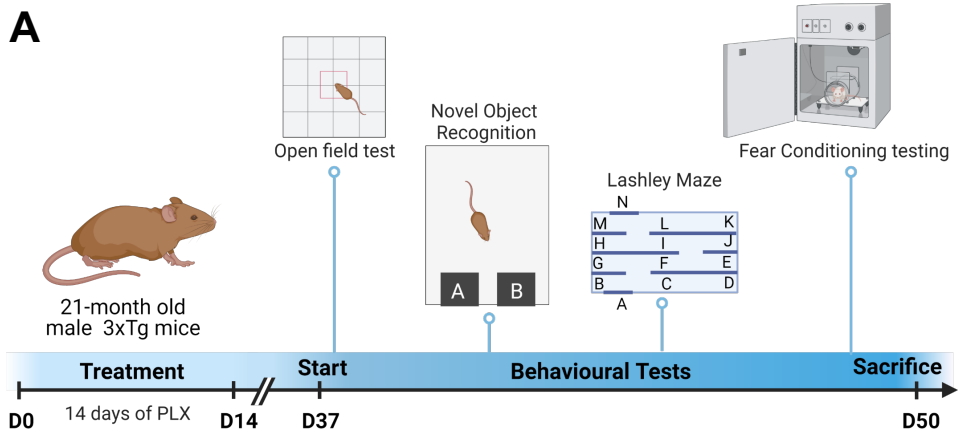 A
Open field test
Novel Object
Recognition
A B
Lashley Maze
N
M L K
H I J
G F E
B C D
A
Fear Conditioning testing
21-month old
male 3xTg mice
Treatment
Start
Behavioural Tests
Sacrifice
14 days of PLX
D0
D14
D37
D50